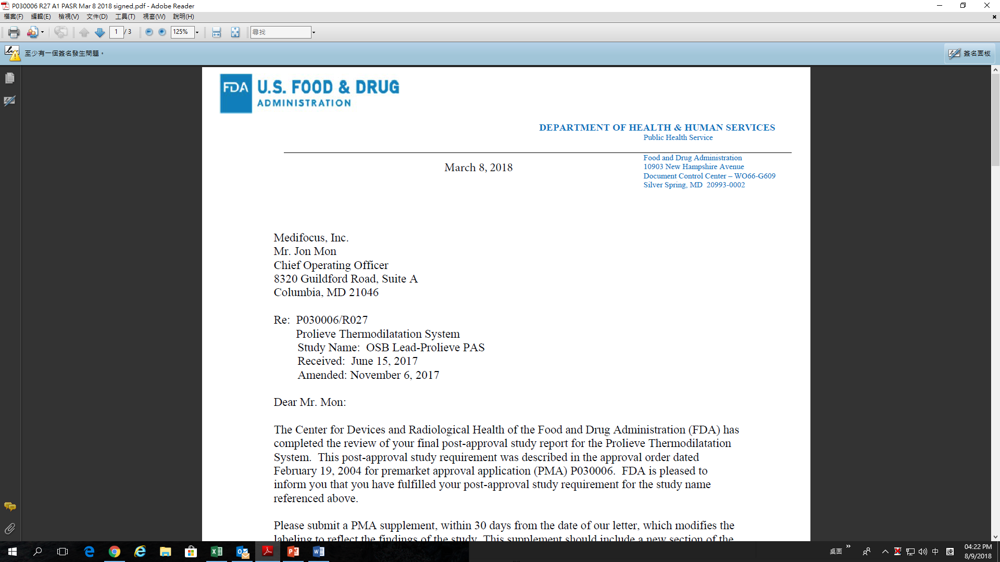 P030006 R27 A1 PASR Mar 8 2018 signed.pdf - Adobe Reader
檔案(F) 編輯(E) 檢視(V) 文件(D) 工具(T) 視窗(W) 說明(H)
1 / 3 125% 尋找
至少有一個簽名發生問題。 簽名面板
FDA U.S. FOOD & DRUG
ADMINISTRATION
DEPARTMENT OF HEALTH & HUMAN SERVICES
Public Health Service
March 8, 2018
Food and Drug Administration
10903 New Hampshire Avenue
Document Control Center – WO66-G609
Silver Spring, MD 20993-0002
Medifocus, Inc.
Mr. Jon Mon
Chief Operating Officer
8320 Guildford Road, Suite A
Columbia, MD 21046
Re: P030006/R027
Prolieve Thermodilatation System
Study Name: OSB Lead-Prolieve PAS
Received: June 15, 2017
Amended: November 6, 2017
Dear Mr. Mon:
The Center for Devices and Radiological Health of the Food and Drug Administration (FDA) has
completed the review of your final post-approval study report for the Prolieve Thermodilatation
System. This post-approval study requirement was described in the approval order dated
February 19, 2004 for premarket approval application (PMA) P030006. FDA is pleased to
inform you that you have fulfilled your post-approval study requirement for the study name
referenced above.
Please submit a PMA supplement, within 30 days from the date of our letter, which modifies the
labeling to reflect the findings of the study. This supplement should include a new section of the
桌面 中 04:22 PM
8/9/2018